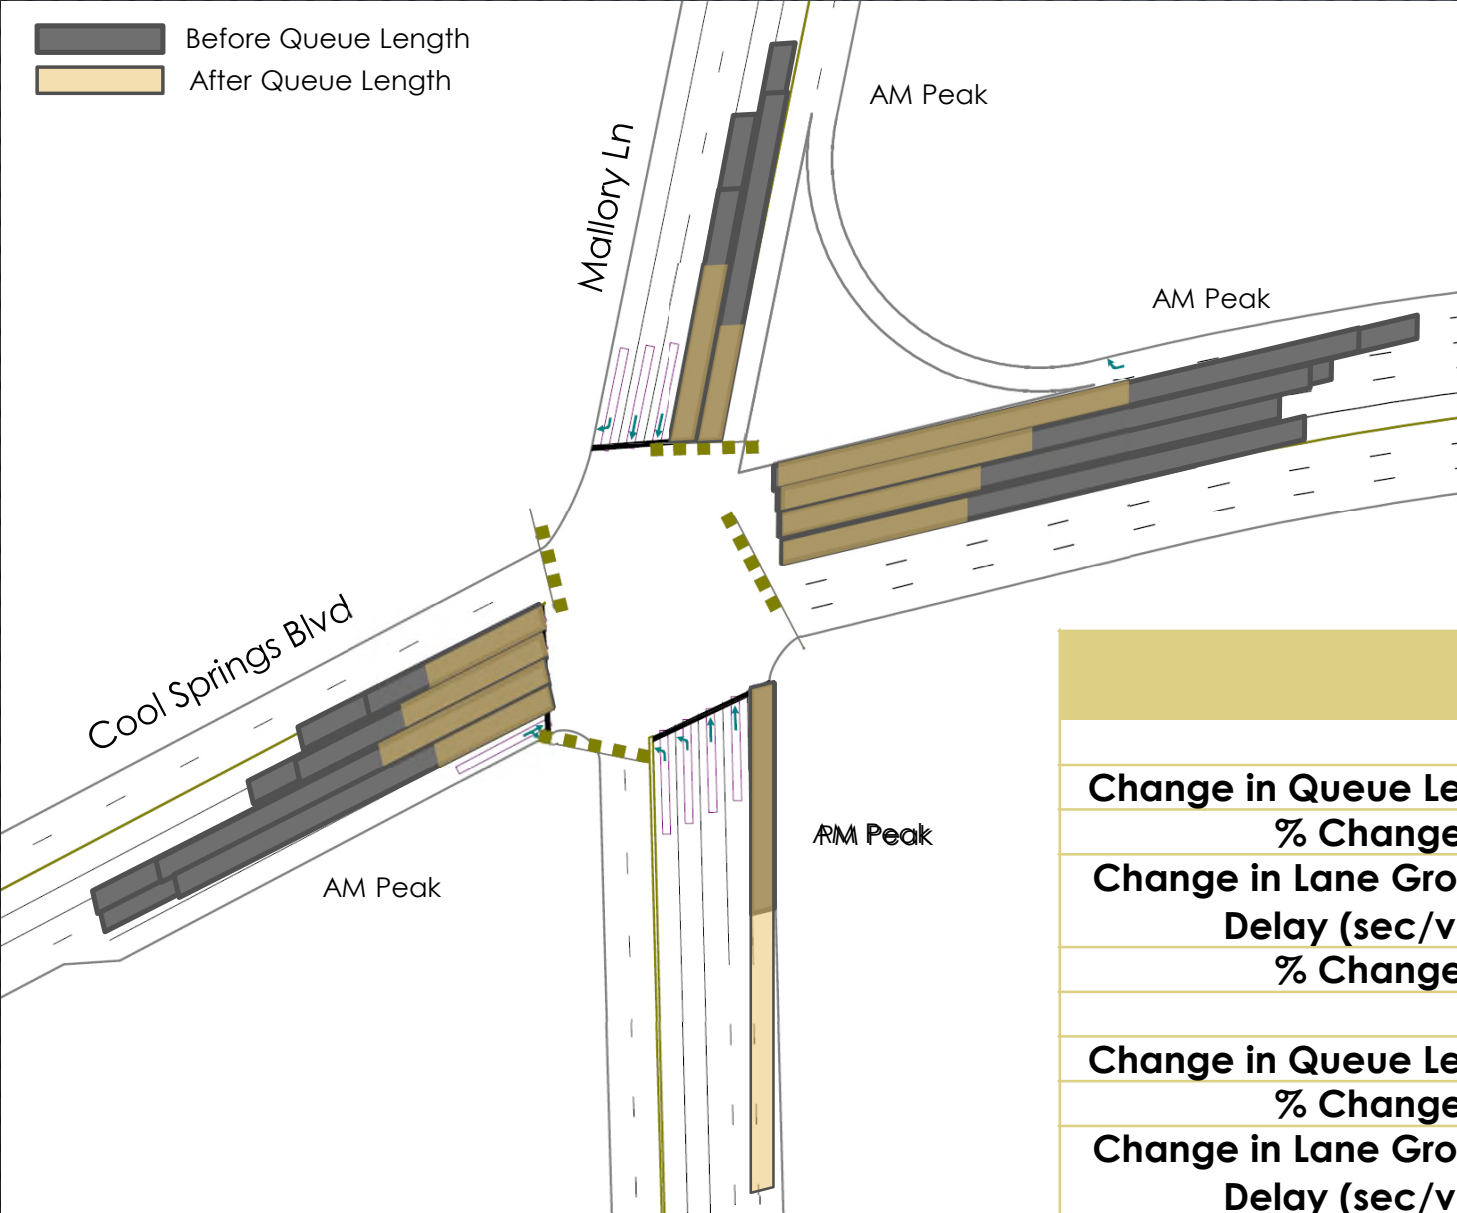 Before Queue Length
After Queue Length
AM Peak
Mallory Ln
AM Peak
Cool Springs Blvd
Change in Queue Le
% Change
AM Peak
Change in Lane Gro
Delay (sec/v
% Change
Change in Queue Le
% Change
Change in Lane Gro
Delay (sec/v